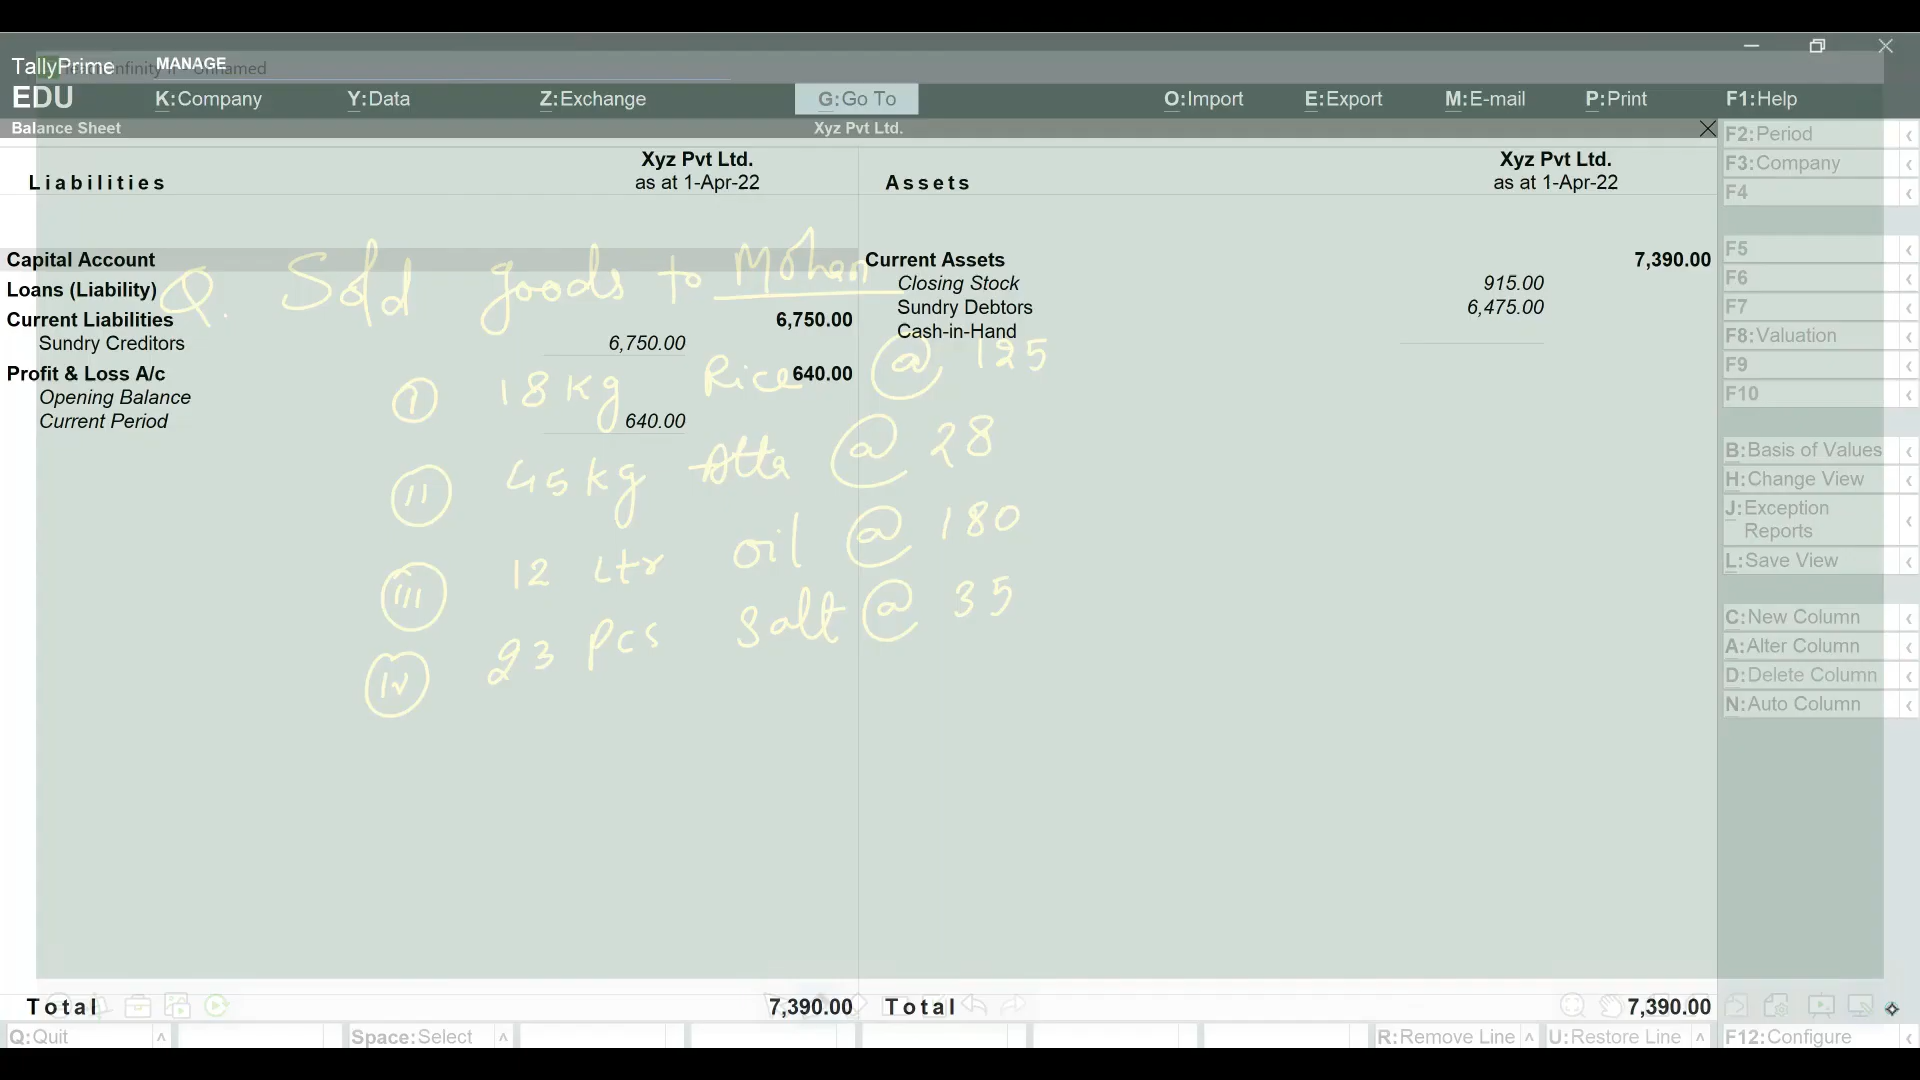 TallyPrime MANAGE
EDU K:Company Y:Data Z:Exchange G:Go To O:Import E:Export M:E-mail P:Print F1:Help
Balance Sheet Xyz Pvt Ltd.
Liabilities Xyz Pvt Ltd. as at 1-Apr-22 Assets Xyz Pvt Ltd. as at 1-Apr-22
Capital Account
Loans (Liability)
Current Liabilities 6,750.00
Sundry Creditors 6,750.00
Profit & Loss A/c 640.00
Opening Balance
Current Period 640.00
Current Assets 7,390.00
Closing Stock 915.00
Sundry Debtors 6,475.00
Cash-in-Hand
Q. Sold goods to Mohan
I 18 kg Rice @ 125
II 45 kg Atta @ 28
III 12 Ltr oil @ 180
IV 23 pcs salt @ 35
Total 7,390.00 Total 7,390.00
F2:Period
F3:Company
F4
F5
F6
F7
F8:Valuation
F9
F10
B:Basis of Values
H:Change View
J:Exception
Reports
L:Save View
C:New Column
A:Alter Column
D:Delete Column
N:Auto Column
Q:Quit Space:Select R:Remove Line U:Restore Line F12:Configure